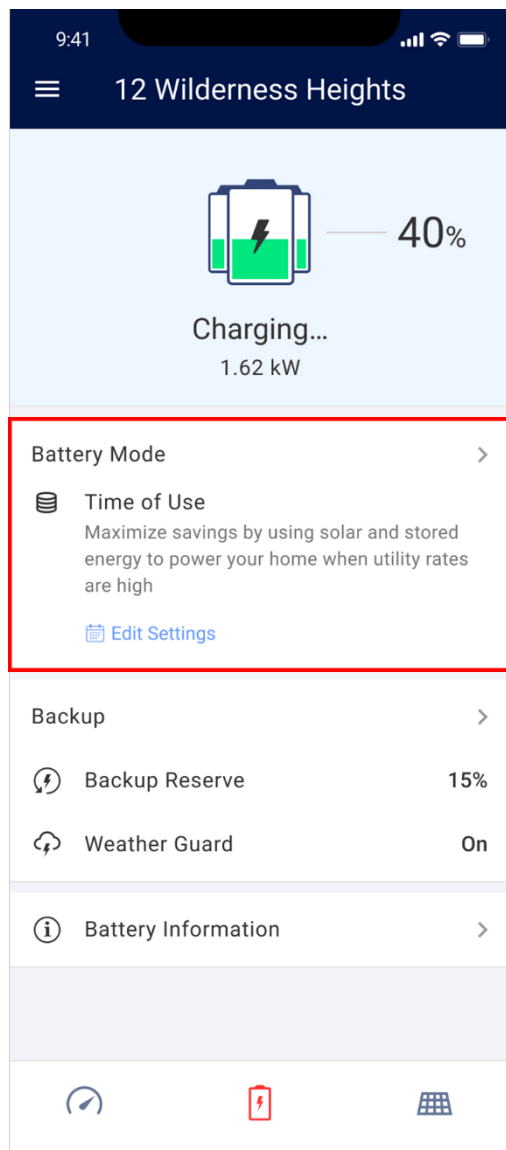 9:41
12 Wilderness Heights
40%
Charging...
1.62 kW
Battery Mode
Time of Use
Maximize savings by using solar and stored
energy to power your home when utility rates
are high
Edit Settings
Backup
Backup Reserve 15%
Weather Guard On
Battery Information